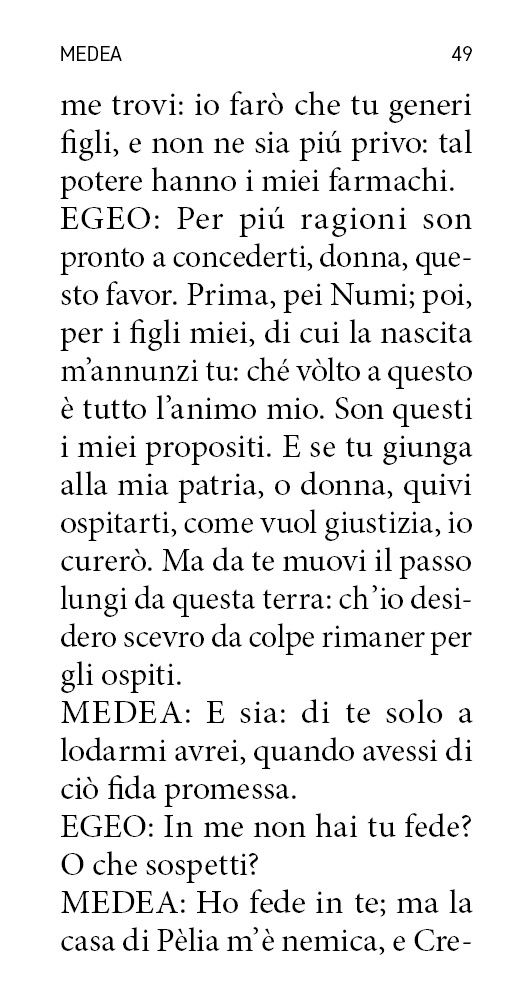 MEDEA 49
me trovi: io farò che tu generi
figli, e non ne sia piú privo: tal
potere hanno i miei farmachi.
EGEO: Per piú ragioni son
pronto a concederti, donna, que-
sto favor. Prima, pei Numi; poi,
per i figli miei, di cui la nascita
m’annunzi tu: ché vòlto a questo
è tutto l’animo mio. Son questi
i miei propositi. E se tu giunga
alla mia patria, o donna, quivi
ospitarti, come vuol giustizia, io
curerò. Ma da te muovi il passo
lungi da questa terra: ch’io desi-
dero scevro da colpe rimaner per
gli ospiti.
MEDEA: E sia: di te solo a
lodarmi avrei, quando avessi di
ciò fida promessa.
EGEO: In me non hai tu fede?
O che sospetti?
MEDEA: Ho fede in te; ma la
casa di Pèlia m’è nemica, e Cre-